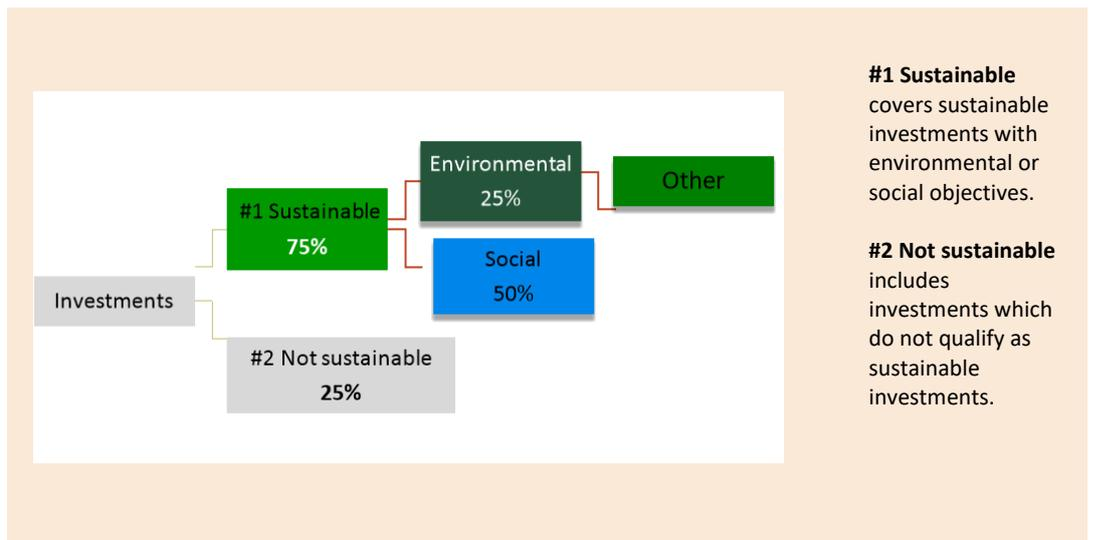 Investments
#1 Sustainable
75%
#2 Not sustainable
25%
Environmental
25%
Social
50%
Other
#1 Sustainable
covers sustainable
investments with
environmental or
social objectives.
#2 Not sustainable
includes
investments which
do not qualify as
sustainable
investments.